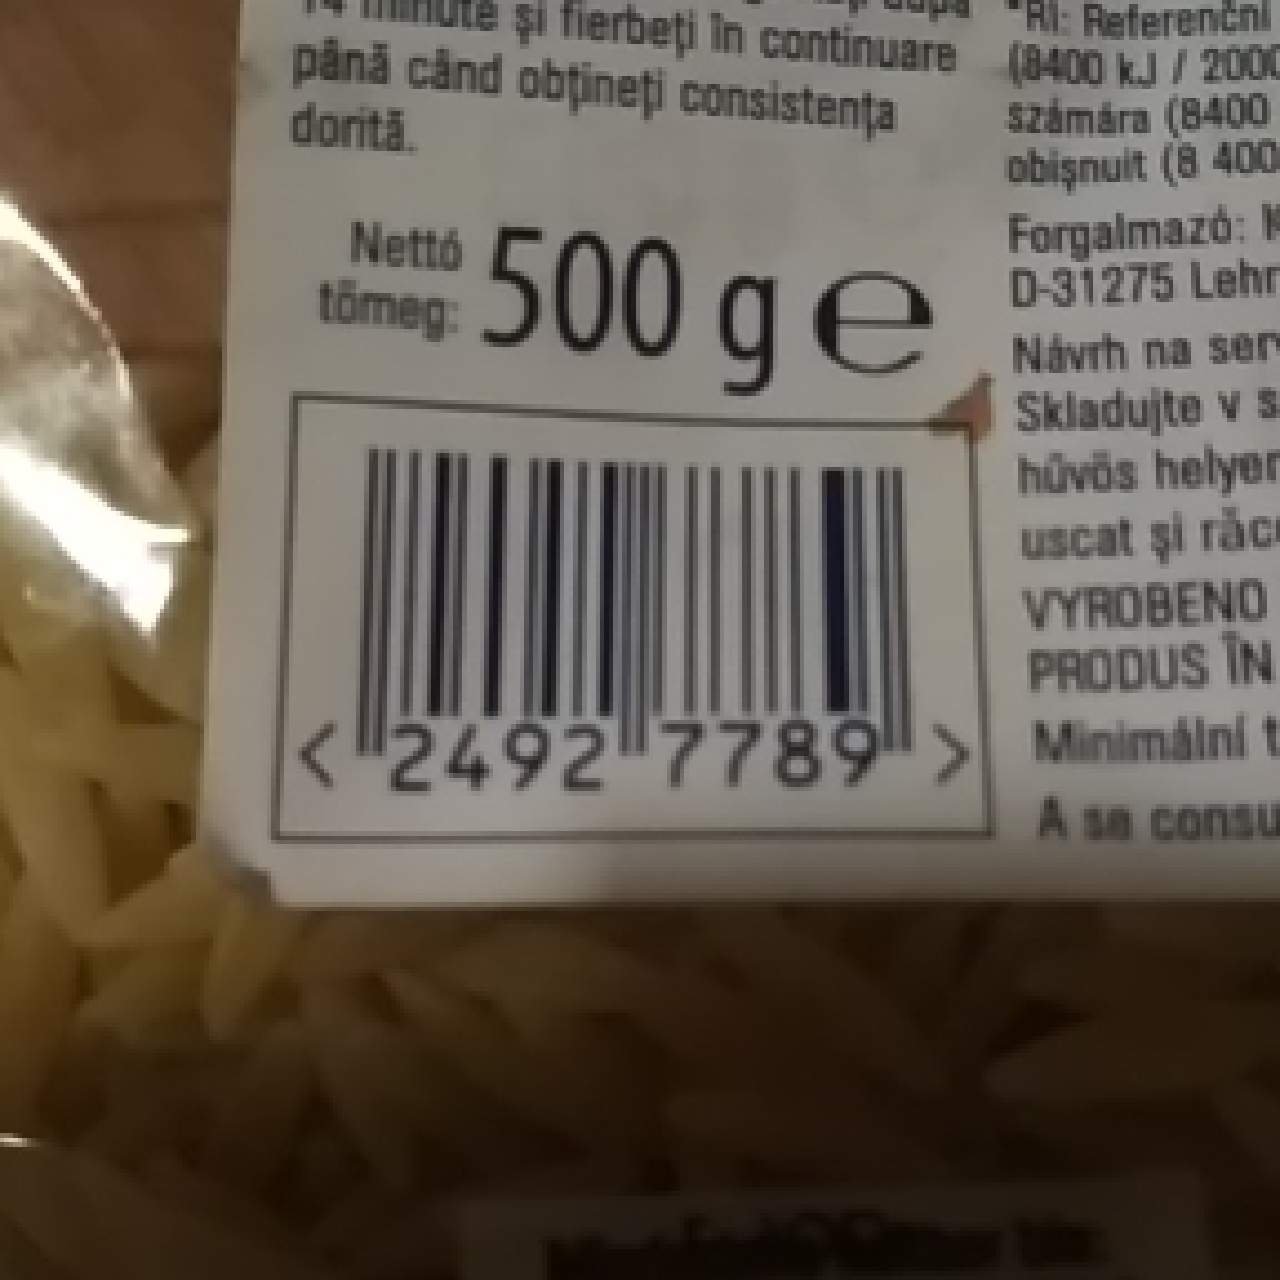 14 minute și fierbeți în continuare
până când obțineți consistența
dorită.
Nettó
tömeg: 500 g ℮
< 2492 7789 >
*RI: Referenční
(8400 kJ / 2000
számára (8400
obișnuit (8 400
Forgalmazó:
D-31275 Lehr
Návrh na ser
Skladujte v s
hűvös helyen
uscat și răco
VYROBENO
PRODUS ÎN
Minimální t
A se consu